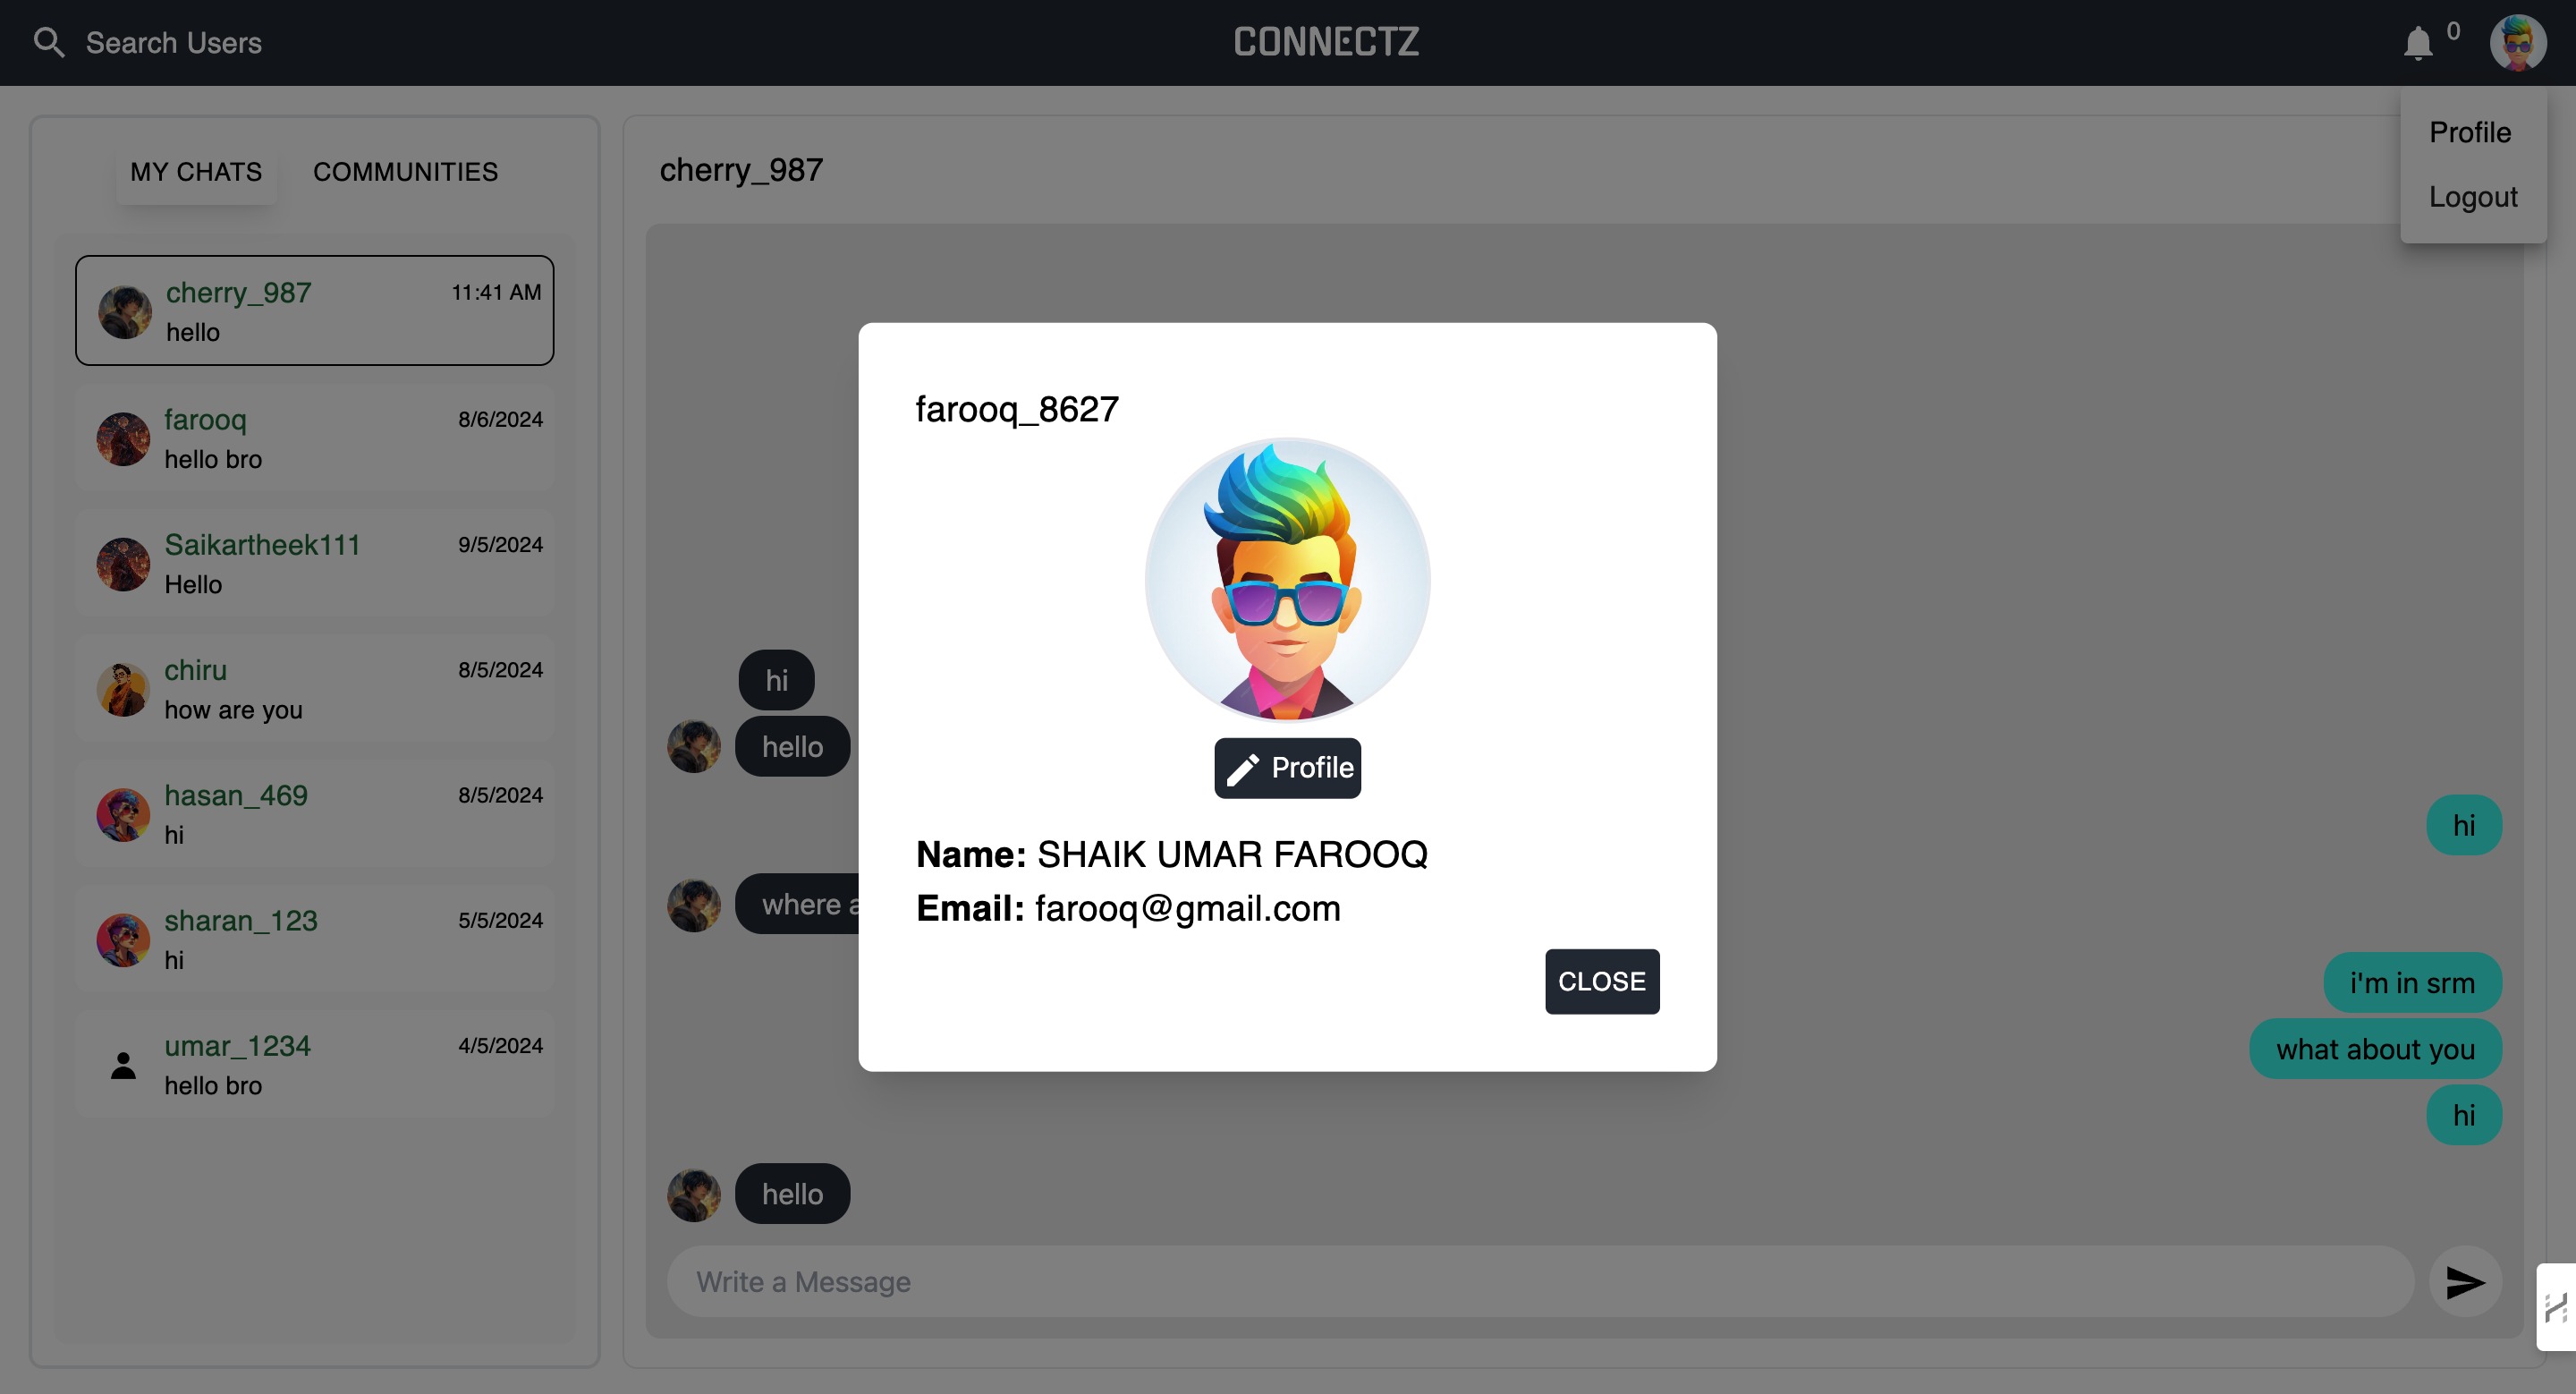 Search Users
CONNECTZ
0
Profile
Logout
MY CHATS
COMMUNITIES
cherry_987
11:41 AM
hello
farooq
8/6/2024
hello bro
Saikartheek111
9/5/2024
Hello
chiru
8/5/2024
how are you
hasan_469
8/5/2024
hi
sharan_123
5/5/2024
hi
umar_1234
4/5/2024
hello bro
cherry_987
hi
hello
hi
where a
i'm in srm
what about you
hi
hello
Write a Message
farooq_8627
Profile
Name: SHAIK UMAR FAROOQ
Email: farooq@gmail.com
CLOSE